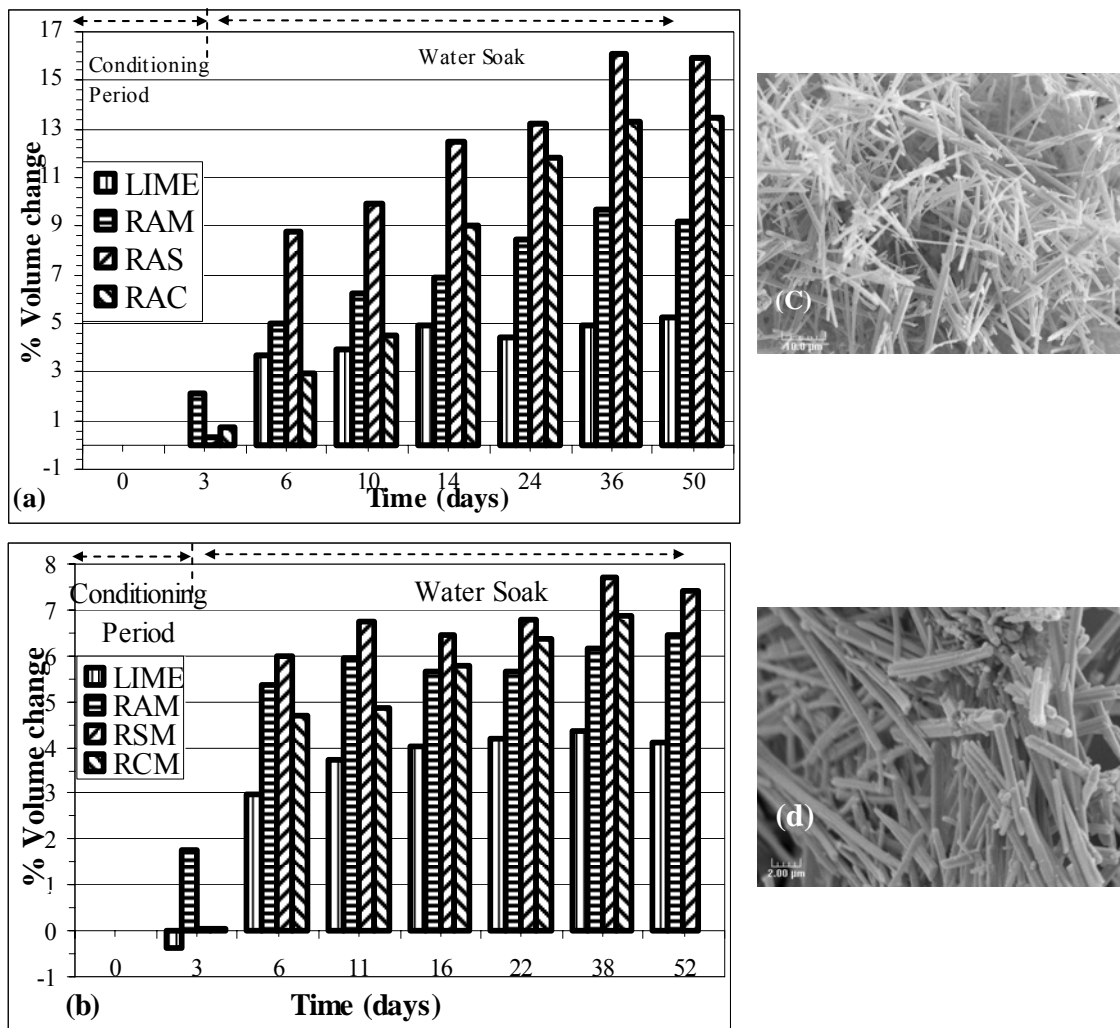 17
15
13
11
9
7
5
3
1
-1
% Volume change
Conditioning
Period
Water Soak
LIME
RAM
RAS
RAC
0 3 6 10 14 24 36 50
(a)
Time (days)
(C)
10.0 µm
8
7
6
5
4
3
2
1
0
-1
% Volume change
Conditioning
Period
Water Soak
LIME
RAM
RSM
RCM
0 3 6 11 16 22 38 52
(b)
Time (days)
(d)
2.00 µm